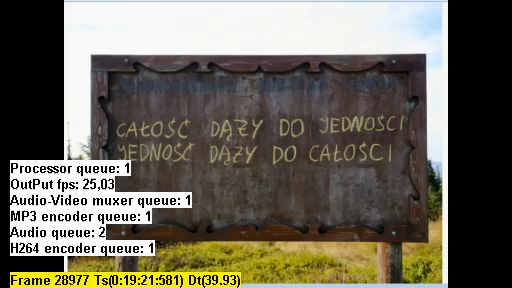 CAŁOŚĆ DĄŻY DO JEDNOŚCI
JEDNOŚĆ DĄŻY DO CAŁOŚCI
Processor queue: 1
OutPut fps: 25,03
Audio-Video muxer queue: 1
MP3 encoder queue: 1
Audio queue: 2
H264 encoder queue: 1
Frame 28977 Ts(0:19:21:581) Dt(39.93)